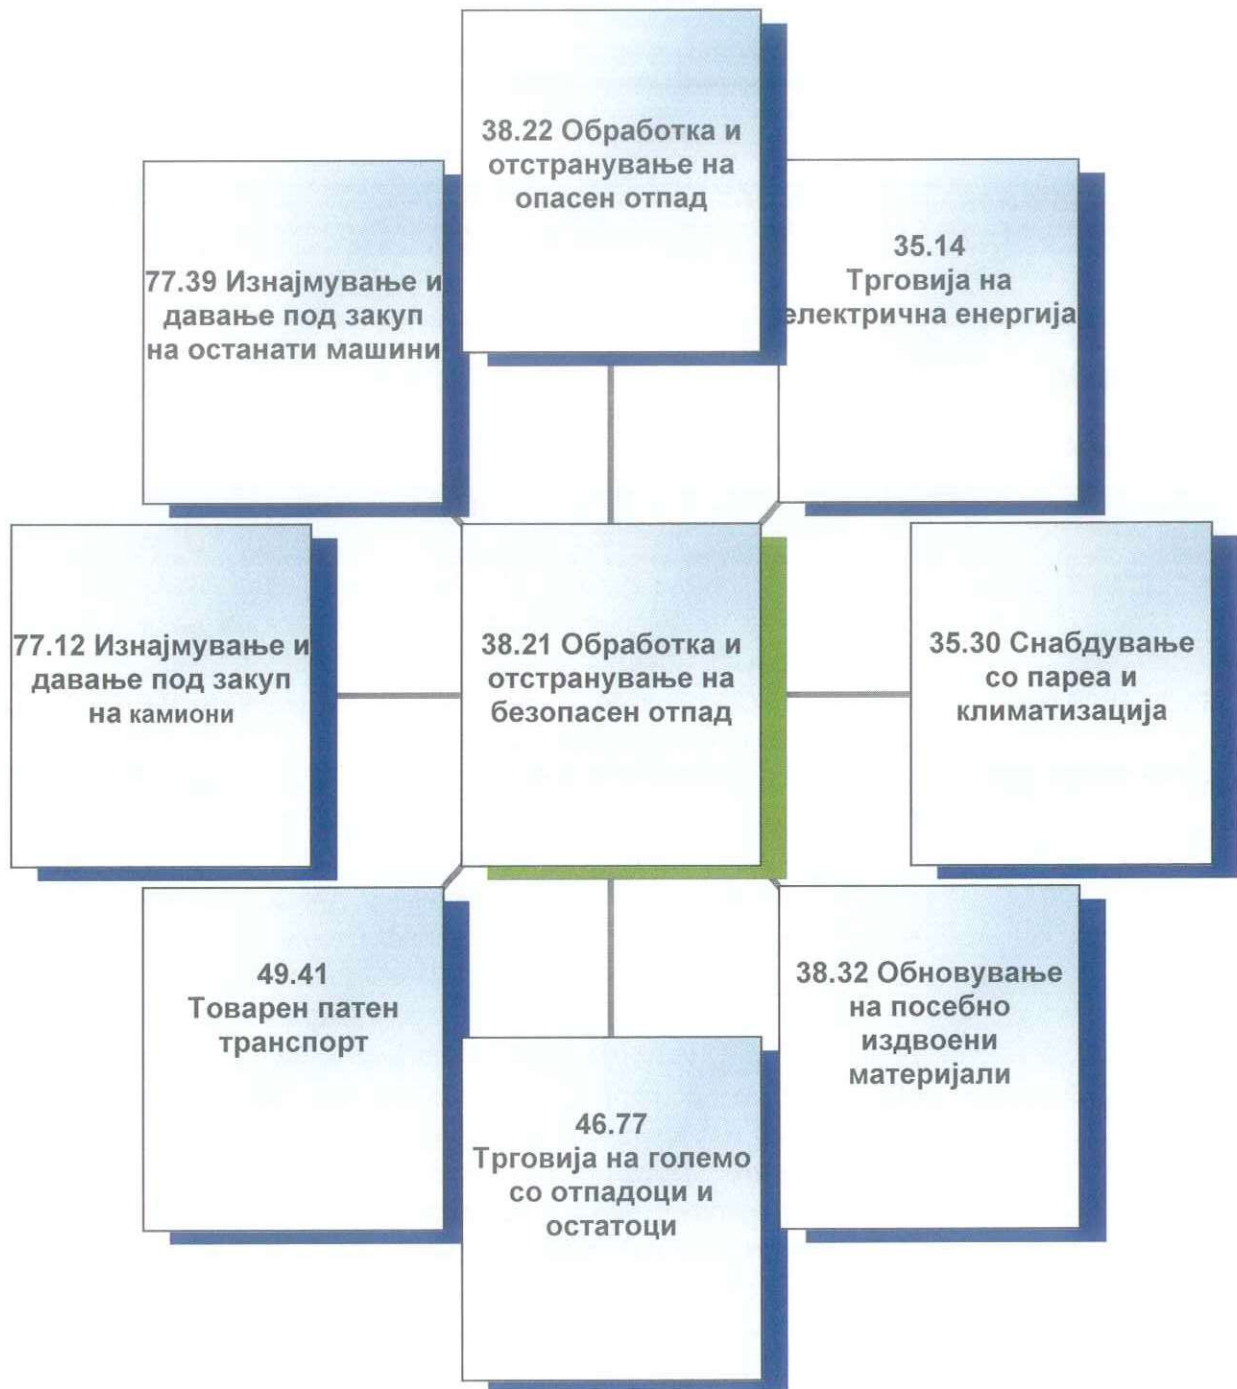 38.22 Обработка и
отстранување на
опасен отпад
77.39 Изнајмување и
давање под закуп
на останати машини
35.14
Трговија на
електрична енергија
77.12 Изнајмување и
давање под закуп
на камиони
38.21 Обработка и
отстранување на
безопасен отпад
35.30 Снабдување
со пареа и
климатизација
49.41
Товарен патен
транспорт
38.32 Обновување
на посебно
издвоени
материјали
46.77
Трговија на големо
со отпадоци и
остатоци